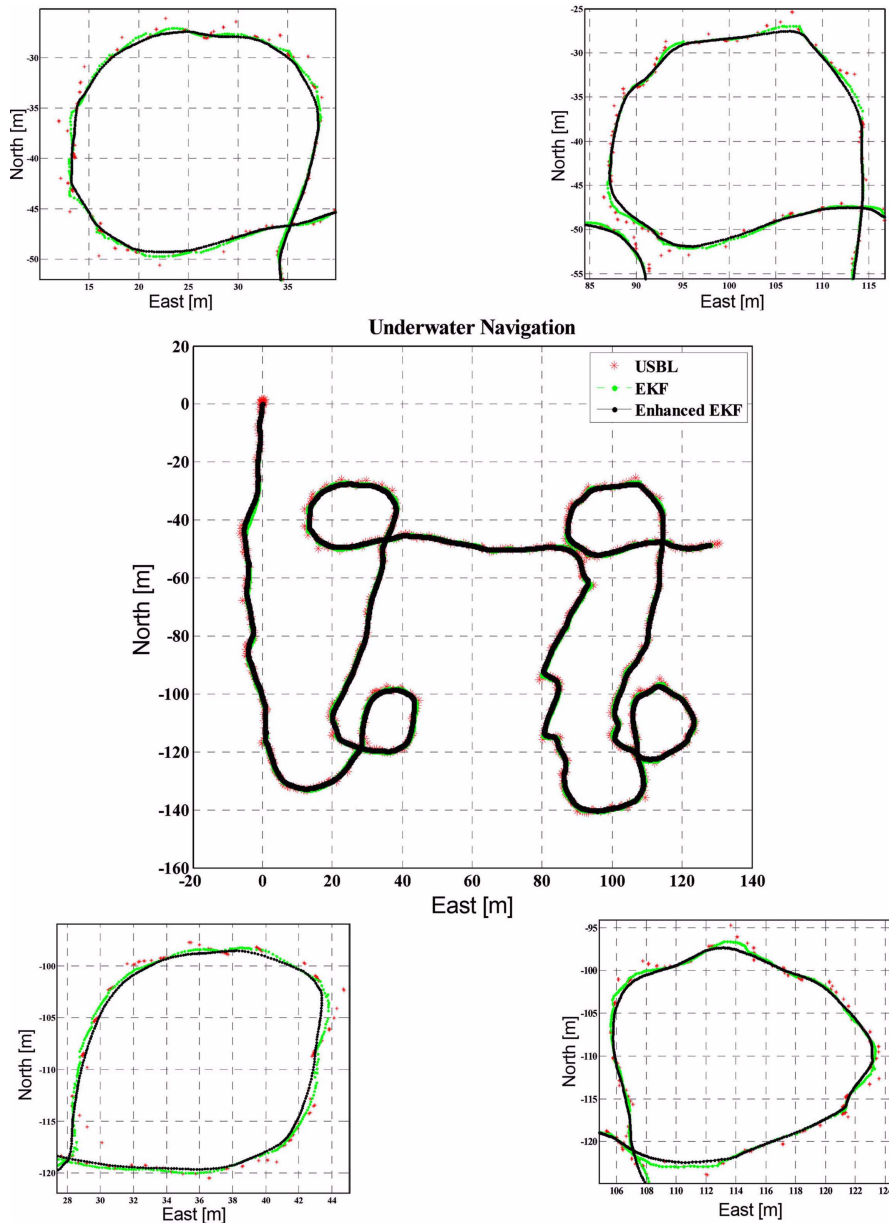 -25
-30
-30
-35
-35
North [m]
-40
North [m]
-40
-45
-45
-50
-50
-55
15 20 25 30 35
85 90 95 100 105 110 115
East [m]
East [m]
Underwater Navigation
20
USBL
0
EKF
Enhanced EKF
-20
-40
-60
North [m]
-80
-100
-120
-140
-160
-20 0 20 40 60 80 100 120 140
East [m]
-95
-100
-100
-105
-105
North [m]
-110
North [m]
-110
-115
-115
-120
-120
28 30 32 34 36 38 40 42 44
106 108 110 112 114 116 118 120 122 124
East [m]
East [m]